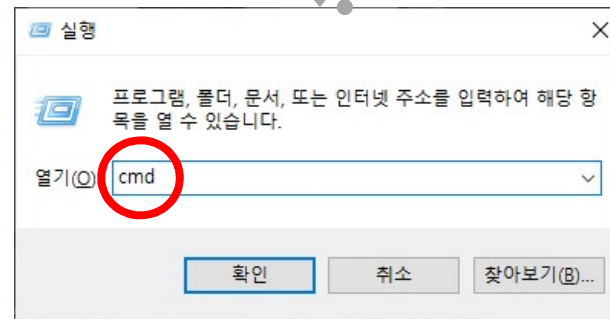 실행
프로그램, 폴더, 문서, 또는 인터넷 주소를 입력하여 해당 항
목을 열 수 있습니다.
열기(O) cmd
확인 취소 찾아보기(B)...